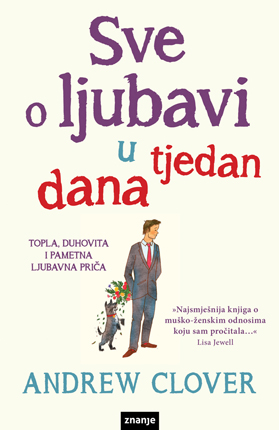 Sve
o ljubavi
u tjedan
dana
TOPLA, DUHOVITA
I PAMETNA
LJUBAVNA PRIČA
»Najsmješnija knjiga o
muško-ženskim odnosima
koju sam pročitala...«
Lisa Jewell
ANDREW CLOVER
znanje